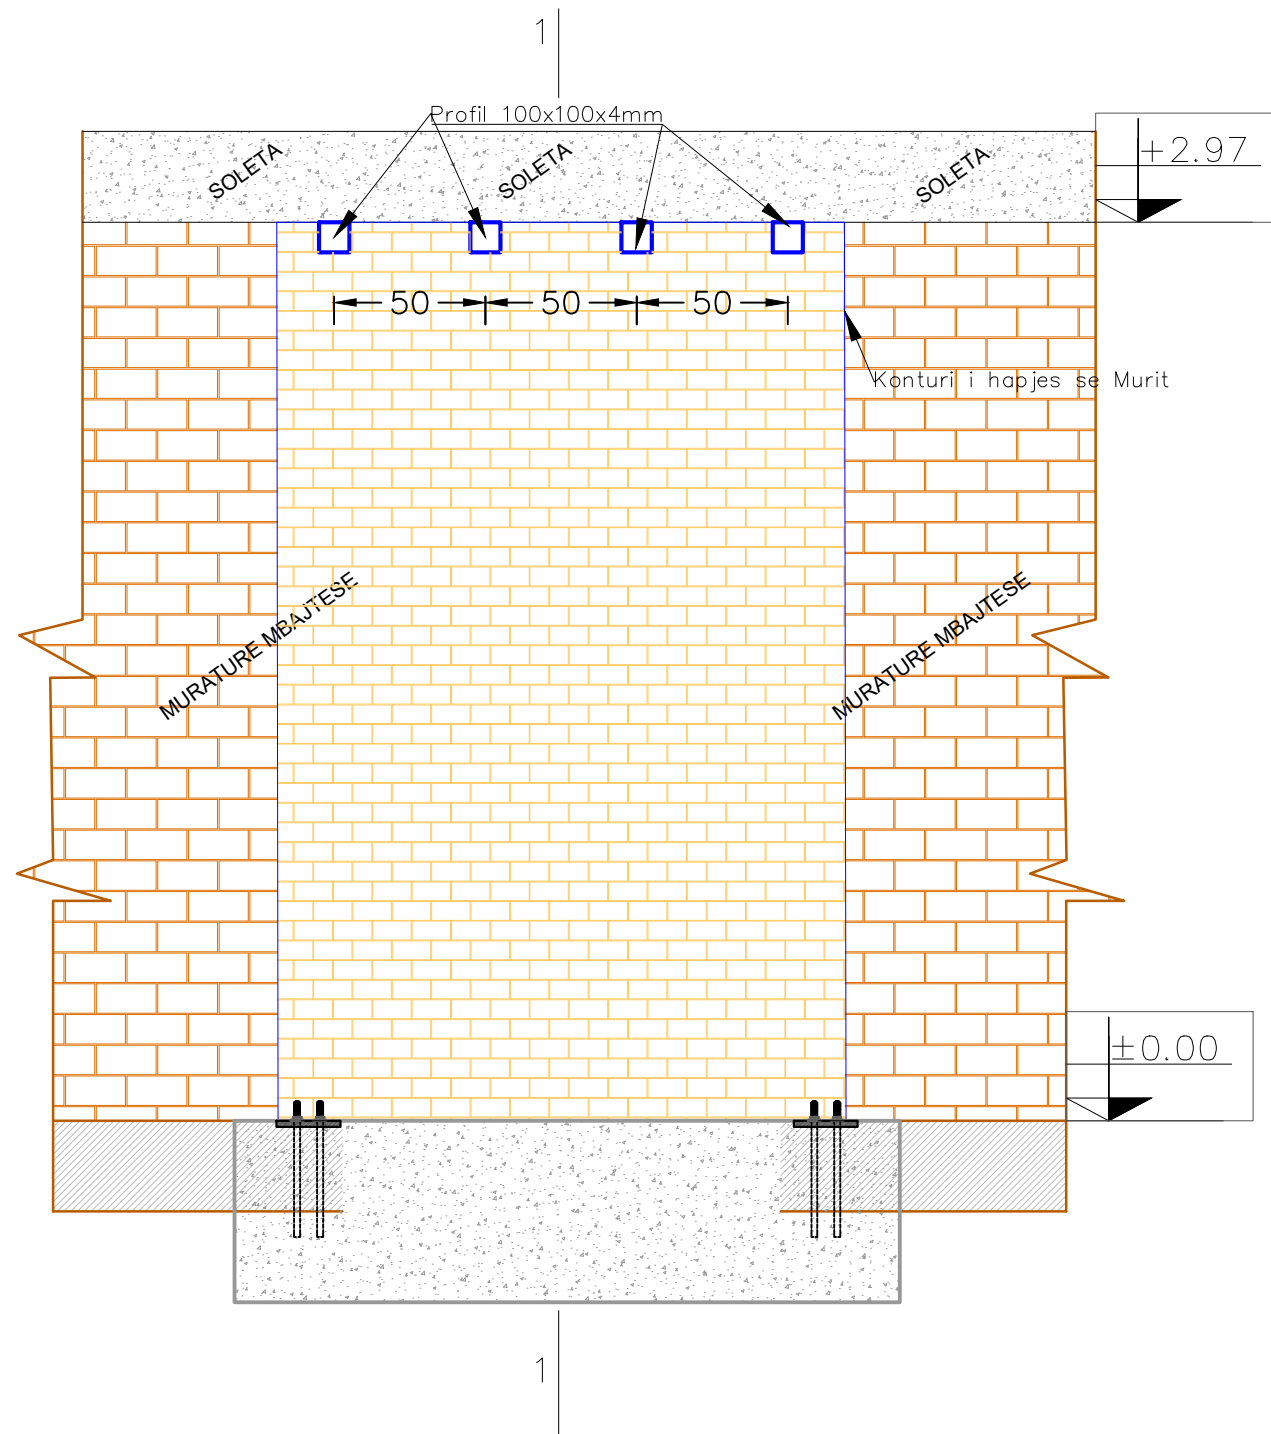 1
Profil 100x100x4mm
SOLETA
SOLETA
SOLETA
+2.97
50
50
50
Konturi i hapjes se Murit
MURATURE MBAJTESE
MURATURE MBAJTESE
±0.00
1